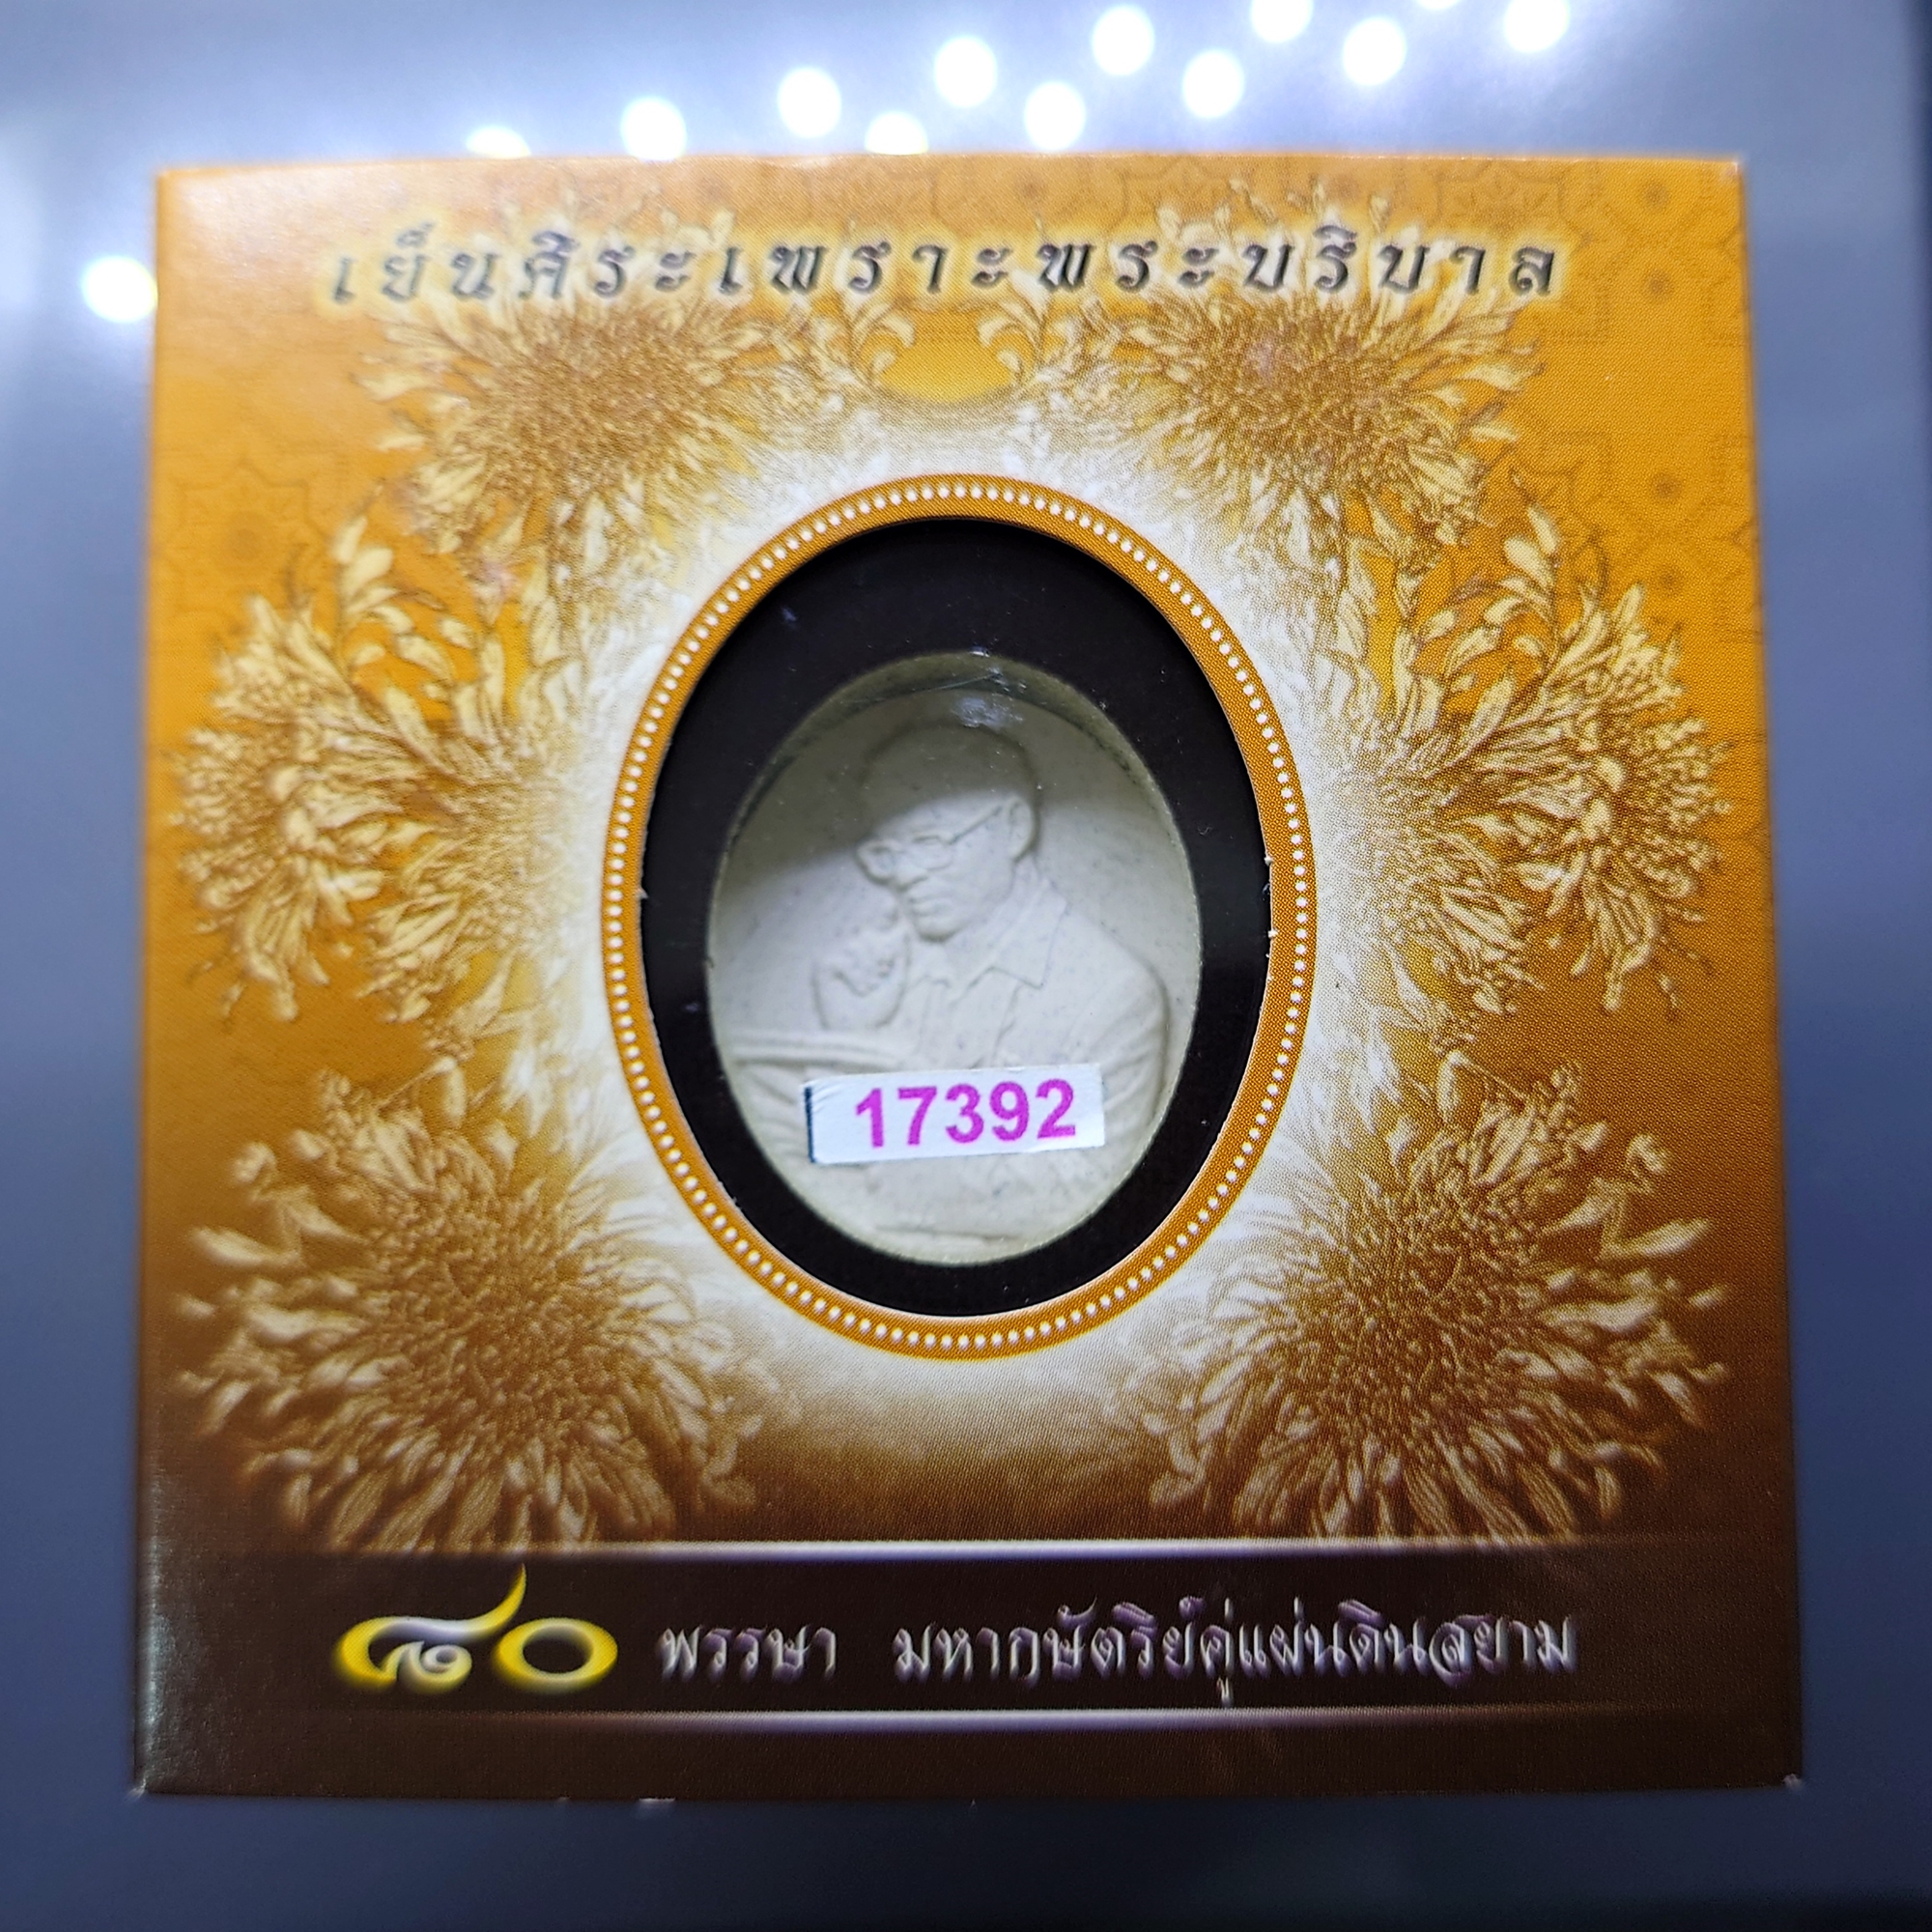 เย็นศิระเพราะพระบริบาล
17392
๘๐ พรรษา มหากษัตริย์คู่แผ่นดินสยาม